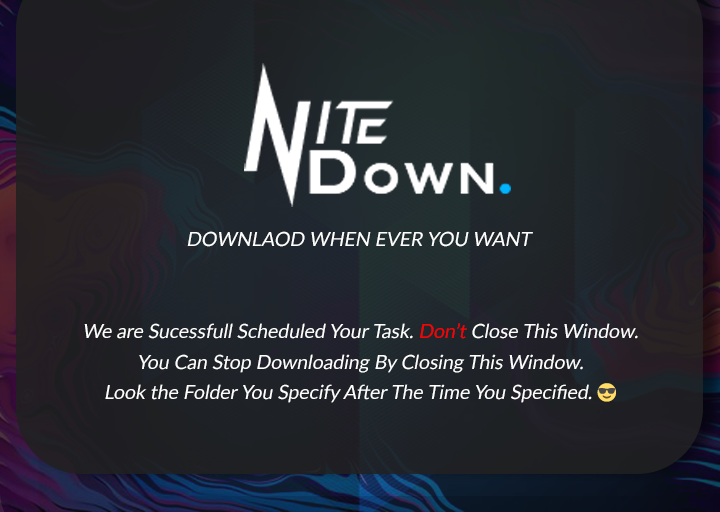 NITE
DOWN.
DOWNLAOD WHEN EVER YOU WANT
We are Sucessfull Scheduled Your Task. Don't Close This Window.
You Can Stop Downloading By Closing This Window.
Look the Folder You Specify After The Time You Specified. 😎